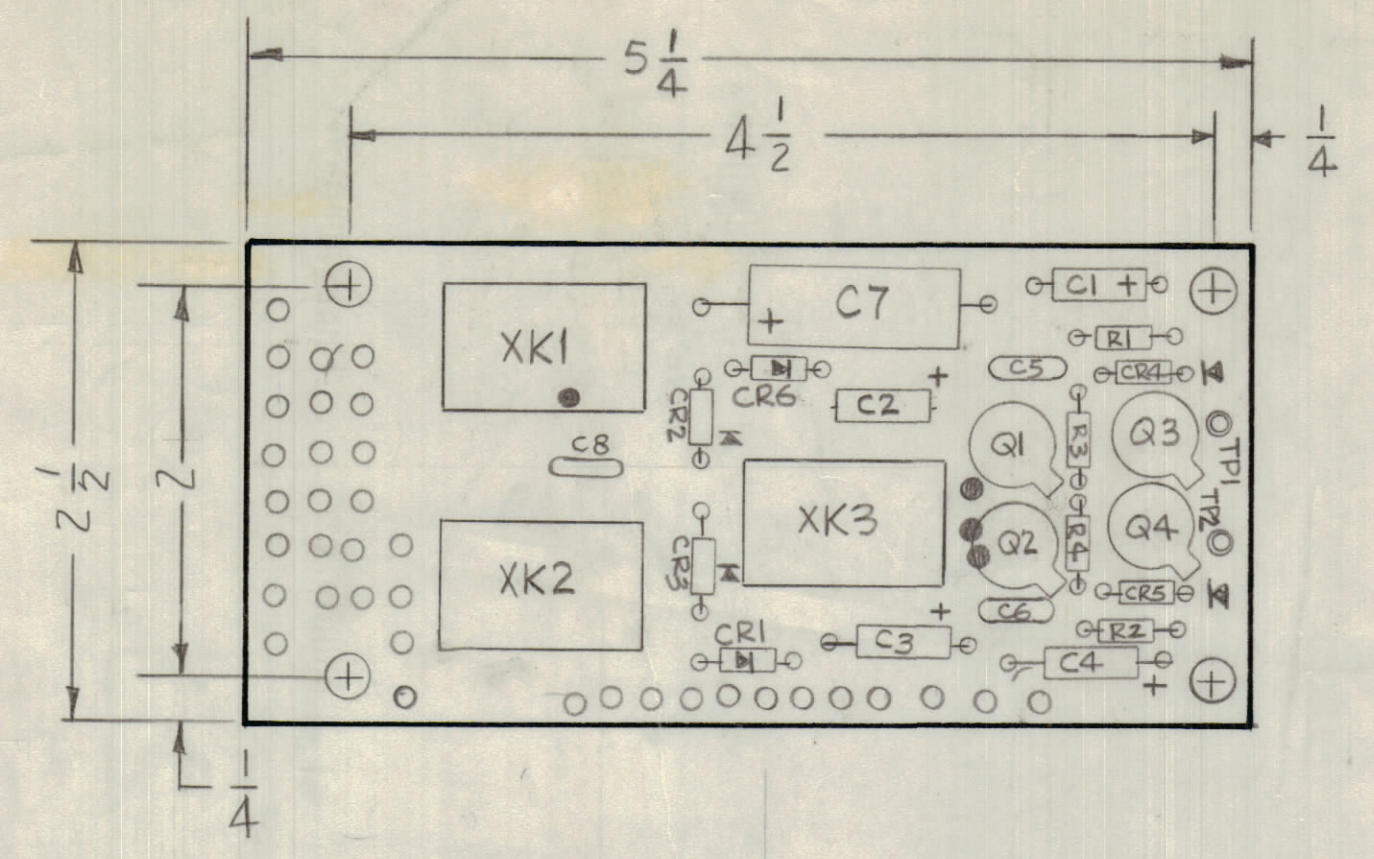 5 1/4
4 1/2
1/4
2 1/2
2
1/4
XK1
C7
+
C1 +
R1
CR6
+
C5
CR4
CR2
C2
C8
Q1
R3
Q3
TP1
XK3
TP2
XK2
CR3
Q2
R4
Q4
CR5
+
C6
CR1
C3
R2
C4
+